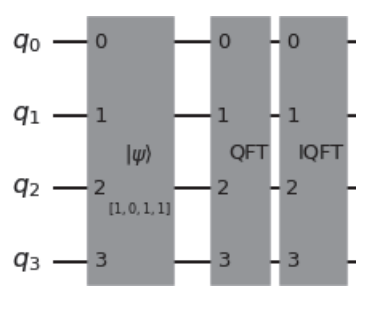 q0 0 0 0
q1 1 1 1
|ψ⟩ QFT IQFT
q2 2 2 2
[1, 0, 1, 1]
q3 3 3 3